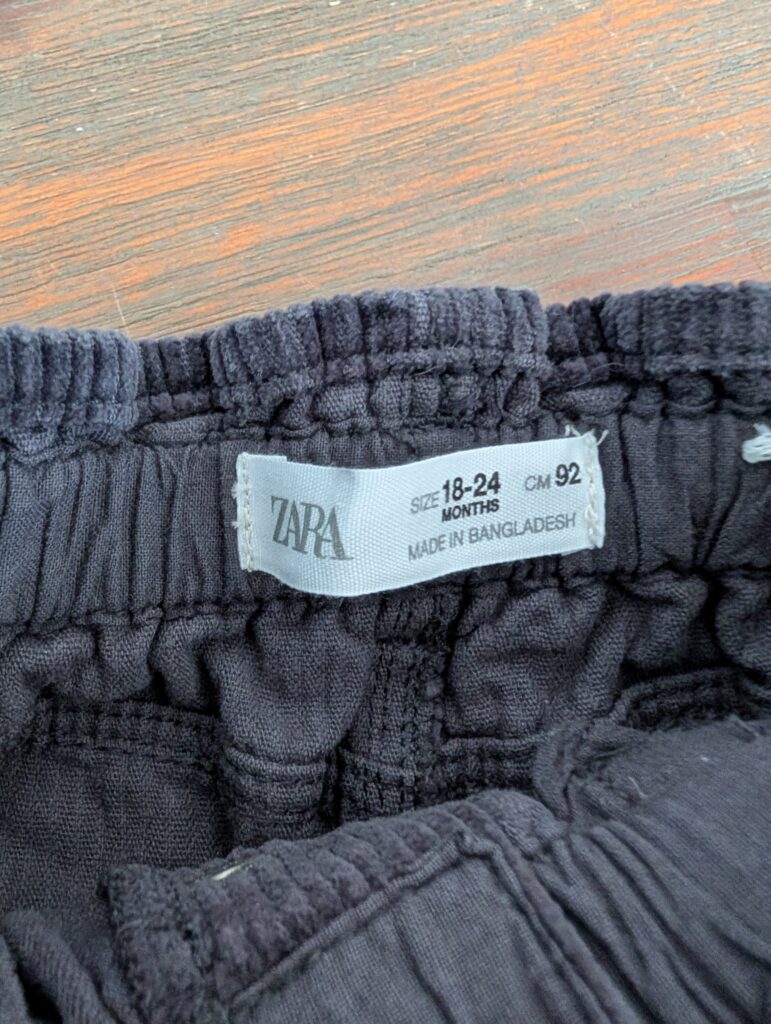 ZARA
SIZE 18-24 CM 92
MONTHS
MADE IN BANGLADESH